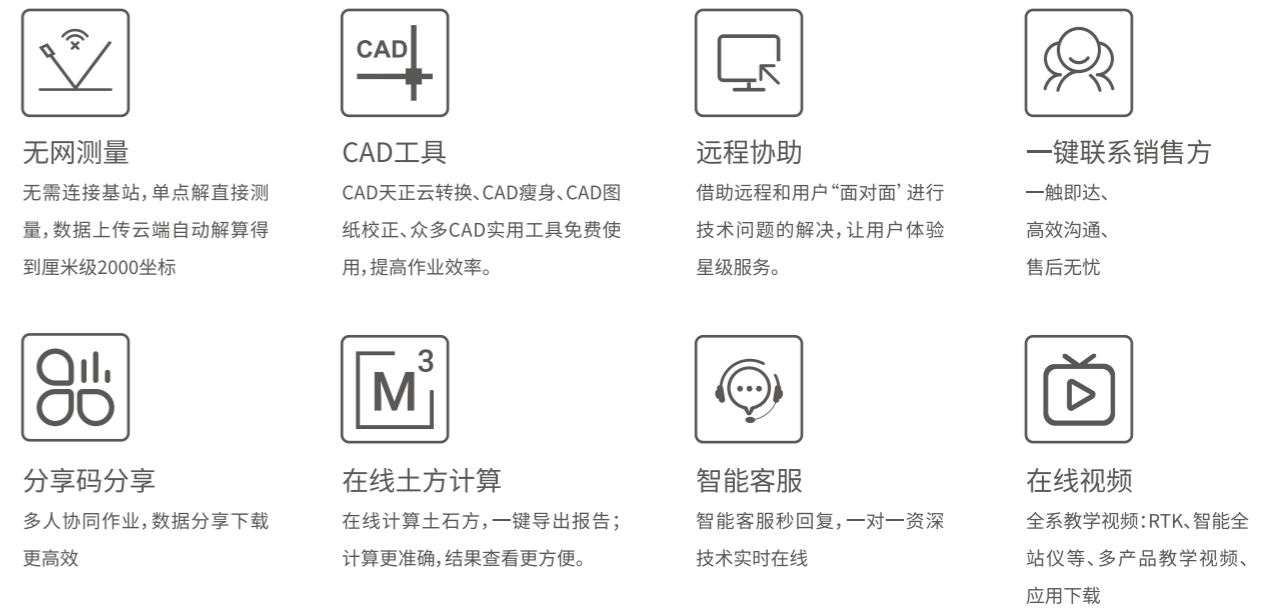 CAD
无网测量
无需连接基站，单点解直接测
量，数据上传云端自动解算得
到厘米级2000坐标
CAD工具
CAD天正云转换、CAD瘦身、CAD图
纸校正、众多CAD实用工具免费使
用，提高作业效率。
远程协助
借助远程和用户“面对面’进行
技术问题的解决，让用户体验
星级服务。
一键联系销售方
一触即达、
高效沟通、
售后无忧
M3
分享码分享
多人协同作业，数据分享下载
更高效
在线土方计算
在线计算土石方，一键导出报告；
计算更准确，结果查看更方便。
智能客服
智能客服秒回复，一对一资深
技术实时在线
在线视频
全系教学视频：RTK、智能全
站仪等、多产品教学视频、
应用下载